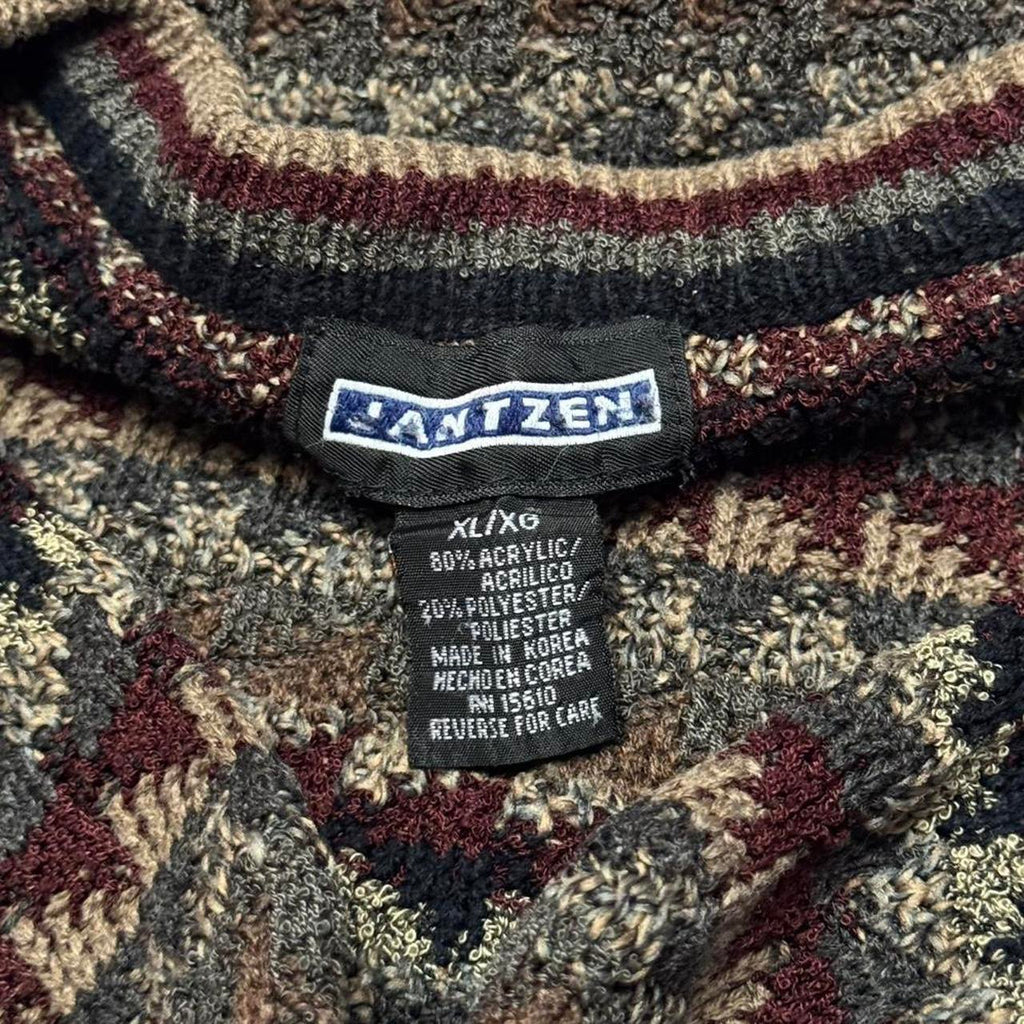 JANTZEN
XL/XG
80% ACRYLIC/
ACRILICO
20% POLYESTER/
POLIESTER
MADE IN KOREA
HECHO EN COREA
RN 15610
REVERSE FOR CARE